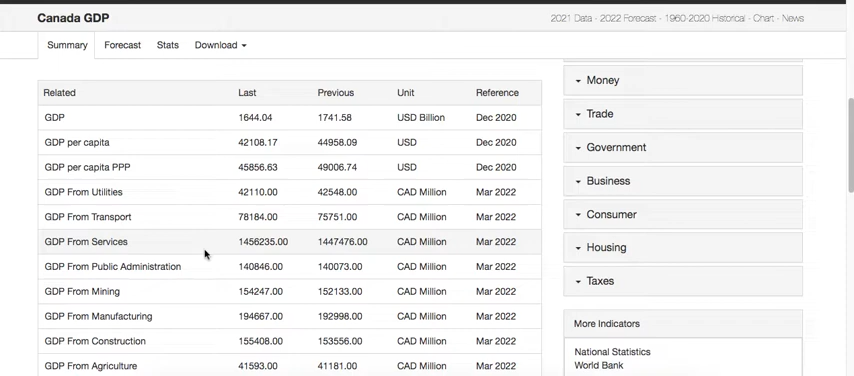 Canada GDP
2021 Data - 2022 Forecast - 1960-2020 Historical - Chart - News
Summary Forecast Stats Download
Related Last Previous Unit Reference
GDP 1644.04 1741.58 USD Billion Dec 2020
GDP per capita 42108.17 44958.09 USD Dec 2020
GDP per capita PPP 45856.63 49006.74 USD Dec 2020
GDP From Utilities 42110.00 42548.00 CAD Million Mar 2022
GDP From Transport 78184.00 75751.00 CAD Million Mar 2022
GDP From Services 1456235.00 1447476.00 CAD Million Mar 2022
GDP From Public Administration 140846.00 140073.00 CAD Million Mar 2022
GDP From Mining 154247.00 152133.00 CAD Million Mar 2022
GDP From Manufacturing 194667.00 192998.00 CAD Million Mar 2022
GDP From Construction 155408.00 153556.00 CAD Million Mar 2022
GDP From Agriculture 41593.00 41181.00 CAD Million Mar 2022
Money
Trade
Government
Business
Consumer
Housing
Taxes
More Indicators
National Statistics
World Bank